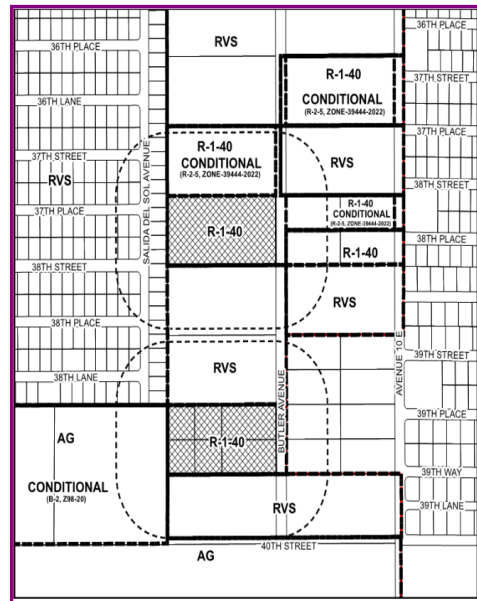 36TH PLACE
36TH LANE
37TH STREET
RVS
37TH PLACE
38TH STREET
38TH PLACE
38TH LANE
SALIDA DEL SOL AVENUE
RVS
R-1-40
CONDITIONAL
(R-2-5, ZONE-39444-2022)
R-1-40
CONDITIONAL
(R-2-5, ZONE-39444-2022)
RVS
R-1-40
R-1-40
CONDITIONAL
(R-2-5, ZONE-39444-2022)
R-1-40
RVS
RVS
BUTLER AVENUE
AVENUE 10 E
R-1-40
AG
CONDITIONAL
(B-2, Z98-20)
RVS
40TH STREET
AG
36TH PLACE
37TH STREET
37TH PLACE
38TH STREET
38TH PLACE
39TH STREET
39TH PLACE
39TH WAY
39TH LANE